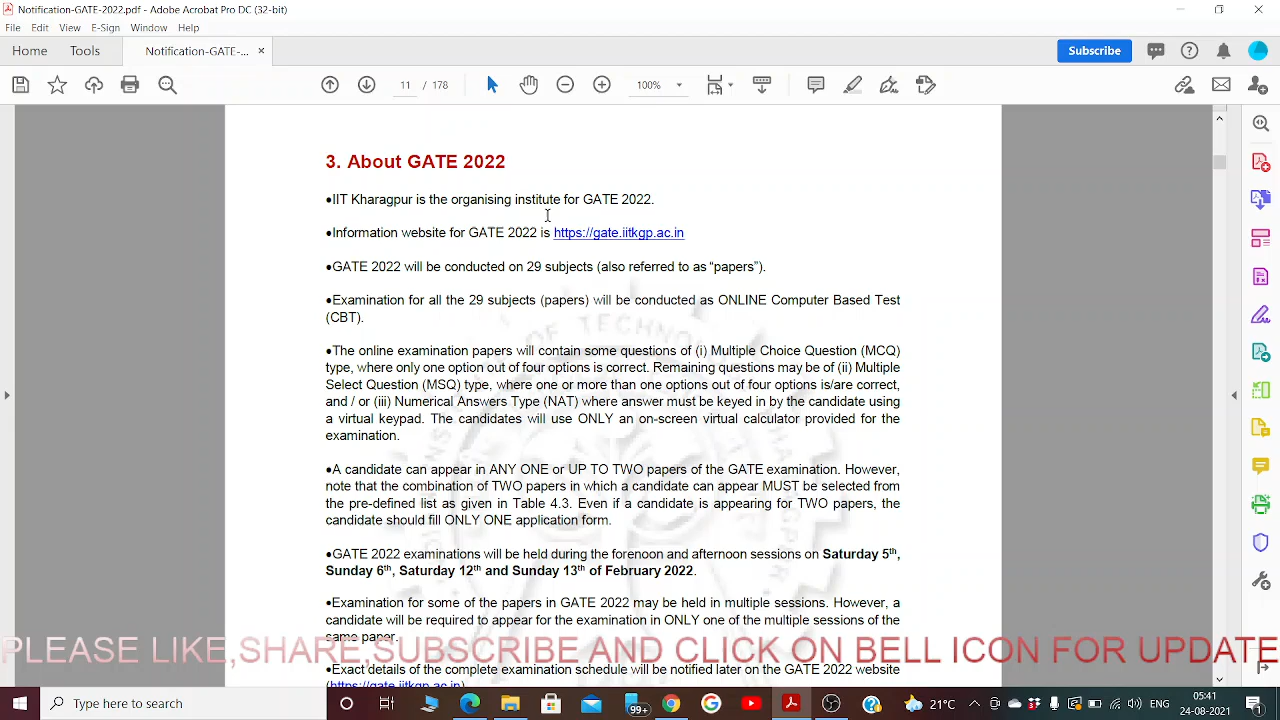 Notification-GATE-2022.pdf - Adobe Acrobat Pro DC (32-bit)
File Edit View E-Sign Window Help
Home Tools Notification-GATE-... × Subscribe
11 / 178 100%
3. About GATE 2022
•IIT Kharagpur is the organising institute for GATE 2022.
•Information website for GATE 2022 is https://gate.iitkgp.ac.in
•GATE 2022 will be conducted on 29 subjects (also referred to as “papers”).
•Examination for all the 29 subjects (papers) will be conducted as ONLINE Computer Based Test
(CBT).
•The online examination papers will contain some questions of (i) Multiple Choice Question (MCQ)
type, where only one option out of four options is correct. Remaining questions may be of (ii) Multiple
Select Question (MSQ) type, where one or more than one options out of four options is/are correct,
and / or (iii) Numerical Answers Type (NAT) where answer must be keyed in by the candidate using
a virtual keypad. The candidates will use ONLY an on-screen virtual calculator provided for the
examination.
•A candidate can appear in ANY ONE or UP TO TWO papers of the GATE examination. However,
note that the combination of TWO papers in which a candidate can appear MUST be selected from
the pre-defined list as given in Table 4.3. Even if a candidate is appearing for TWO papers, the
candidate should fill ONLY ONE application form.
•GATE 2022 examinations will be held during the forenoon and afternoon sessions on Saturday 5th,
Sunday 6th, Saturday 12th and Sunday 13th of February 2022.
•Examination for some of the papers in GATE 2022 may be held in multiple sessions. However, a
candidate will be required to appear for the examination in ONLY one of the multiple sessions of the
same paper.
PLEASE LIKE,SHARE,SUBSCRIBE AND CLICK ON BELL ICON FOR UPDATE
•Exact details of the complete examination schedule will be notified later on the GATE 2022 website
(https://gate.iitkgp.ac.in)
Type here to search 99+ 21°C ENG 05:41
24-08-2021